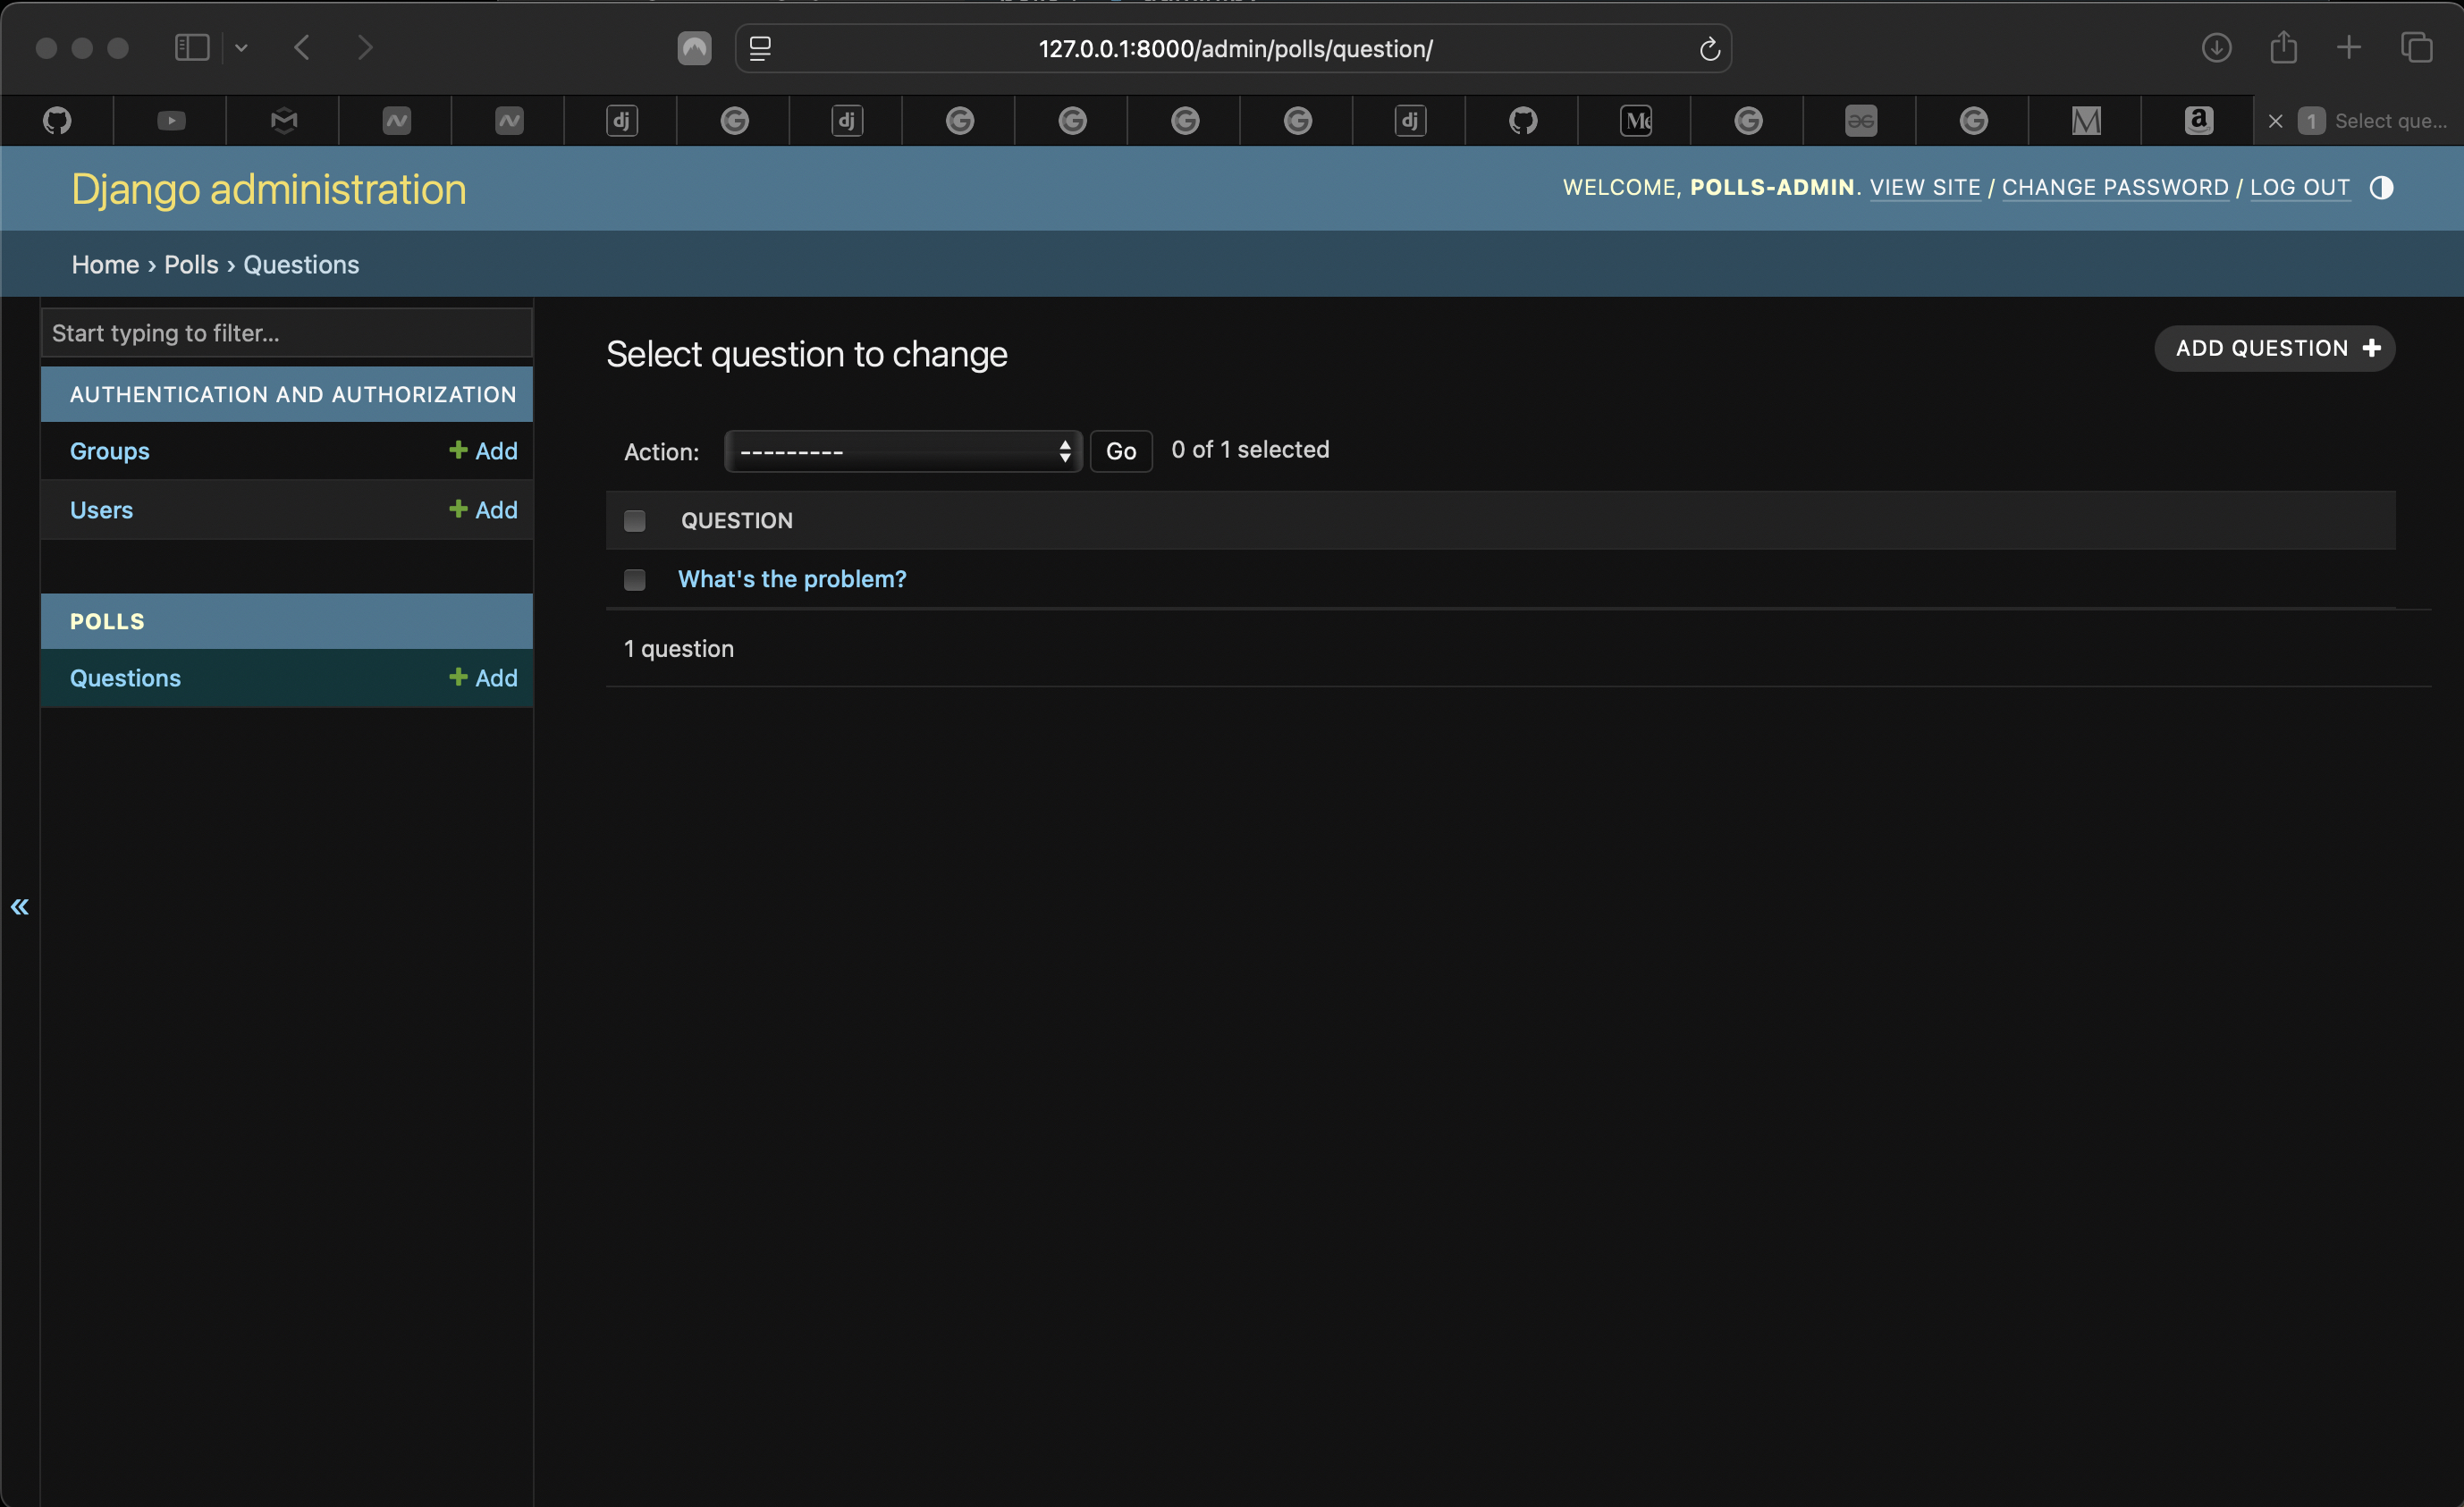 127.0.0.1:8000/admin/polls/question/
dj
dj
dj
1 Select que...
Django administration
WELCOME, POLLS-ADMIN. VIEW SITE / CHANGE PASSWORD / LOG OUT
Home › Polls › Questions
Start typing to filter...
AUTHENTICATION AND AUTHORIZATION
Groups + Add
Users + Add
POLLS
Questions + Add
«
Select question to change
ADD QUESTION +
Action: --------- Go 0 of 1 selected
QUESTION
What's the problem?
1 question